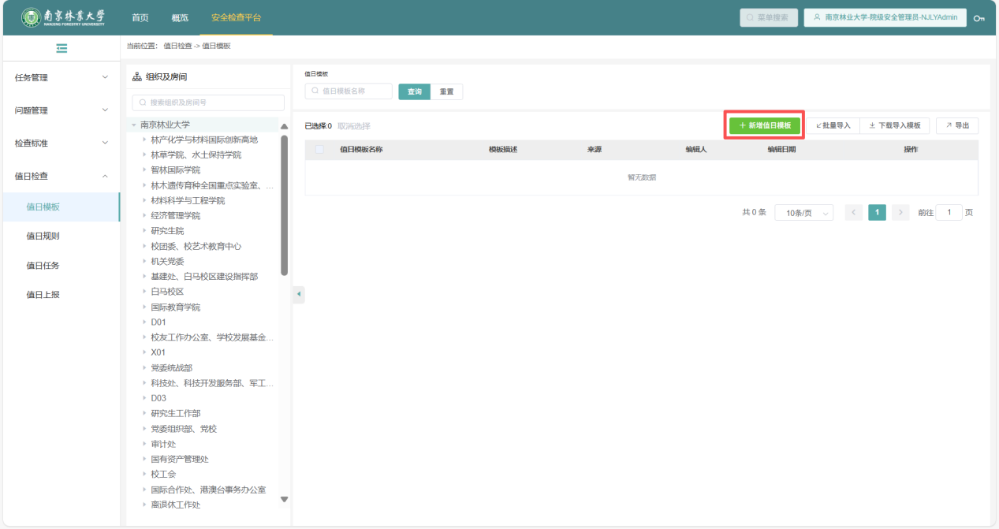 南京林业大学
NANJING FORESTRY UNIVERSITY
首页 概览 安全检查平台
菜单搜索
南京林业大学-院级安全管理员-NJLYAdmin
当前位置: 值日检查 -> 值日模板
任务管理
问题管理
检查标准
值日检查
值日模板
值日规则
值日任务
值日上报
组织及房间
搜索组织及房间号
南京林业大学
林产化学与材料国际创新高地
林草学院、水土保持学院
智林国际学院
林木遗传育种全国重点实验室、...
材料科学与工程学院
经济管理学院
研究生院
校团委、校艺术教育中心
机关党委
基建处、白马校区建设指挥部
白马校区
国际教育学院
D01
校友工作办公室、学校发展基金...
X01
党委统战部
科技处、科技开发服务部、军工...
D03
研究生工作部
党委组织部、党校
审计处
国有资产管理处
校工会
国际合作处、港澳台事务办公室
离退休工作处
值日模板
值日模板名称 查询 重置
已选择:0 取消选择
新增值日模板 批量导入 下载导入模板 导出
值日模板名称 模板描述 来源 编辑人 编辑日期 操作
暂无数据
共 0 条 10条/页 1 前往 1 页